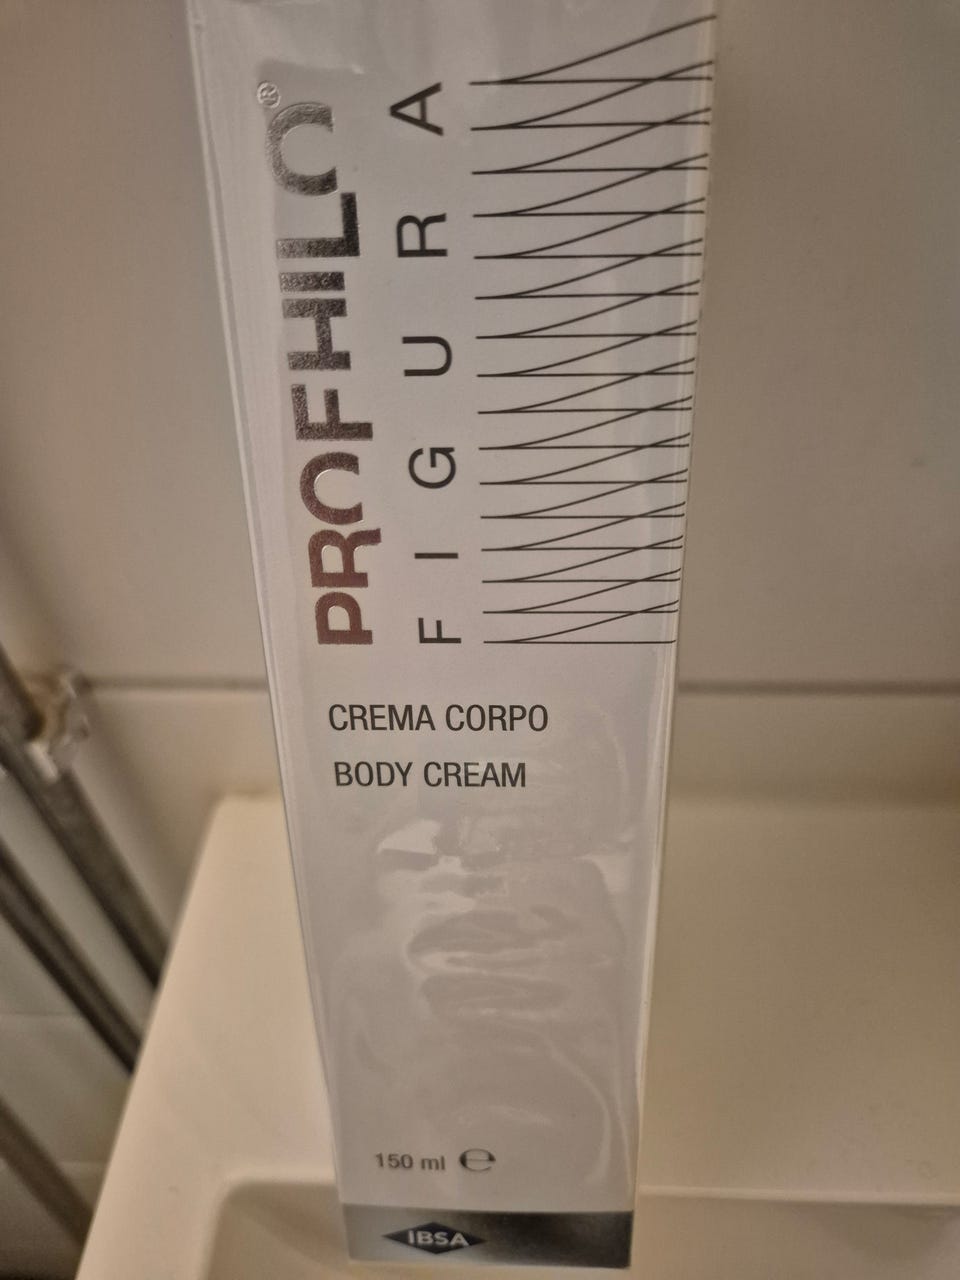 PROFHILO®
FIGURA
CREMA CORPO
BODY CREAM
150 ml ℮
IBSA